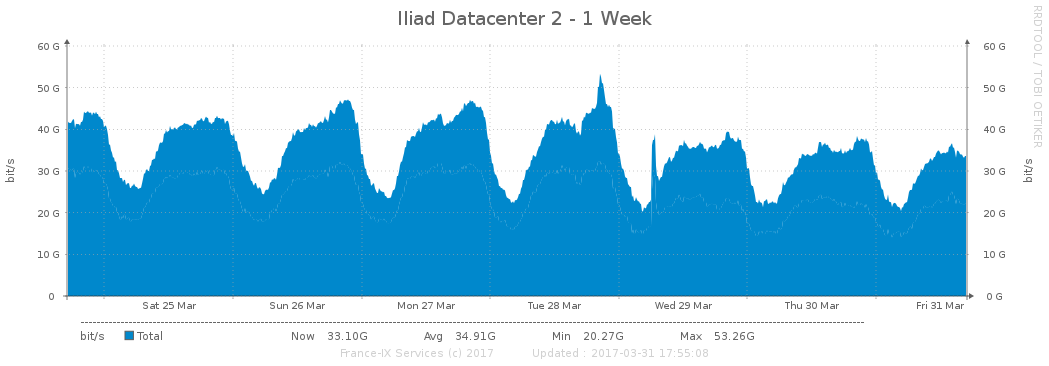 Iliad Datacenter 2 - 1 Week
RRDTOOL / TOBI OETIKER
60 G 60 G
50 G 50 G
40 G 40 G
30 G 30 G
20 G 20 G
10 G 10 G
0 0 G
bit/s bit/s
Sat 25 Mar Sun 26 Mar Mon 27 Mar Tue 28 Mar Wed 29 Mar Thu 30 Mar Fri 31 Mar
bit/s Total Now 33.10G Avg 34.91G Min 20.27G Max 53.26G
France-IX Services (c) 2017 Updated : 2017-03-31 17:55:08